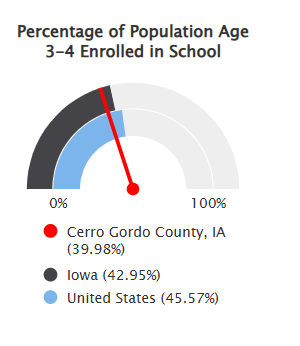 Percentage of Population Age
3-4 Enrolled in School
0%
100%
Cerro Gordo County, IA
(39.98%)
Iowa (42.95%)
United States (45.57%)